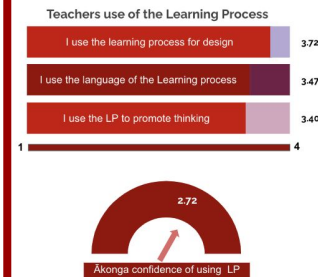 Teachers use of the Learning Process
I use the learning process for design 3.72
I use the language of the Learning process 3.47
I use the LP to promote thinking 3.40
1 4
2.72
Ākonga confidence of using LP